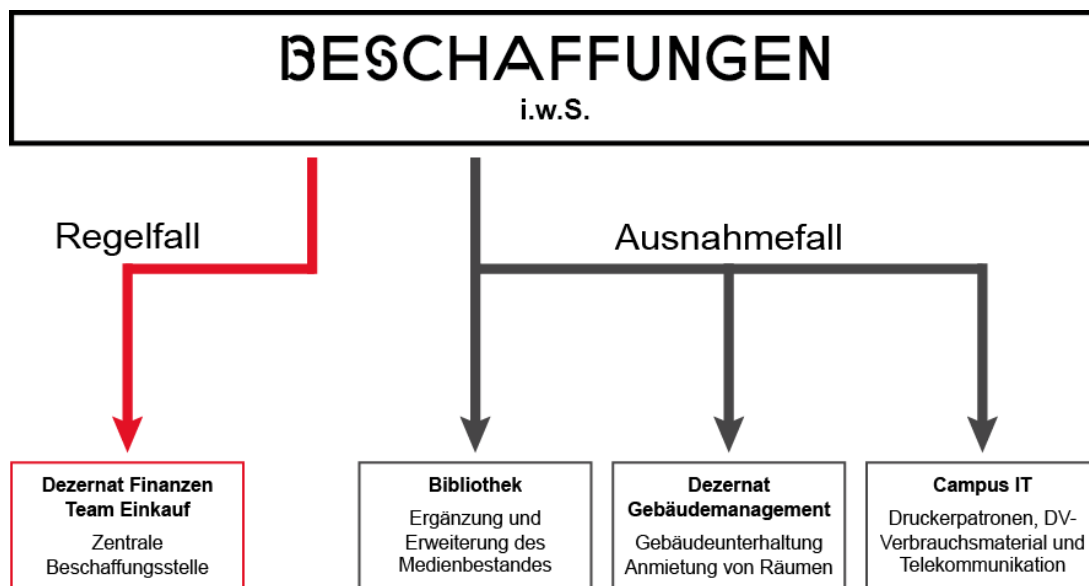 BESCHAFFUNGEN
i.w.S.
Regelfall
Ausnahmefall
Dezernat Finanzen
Team Einkauf
Zentrale
Beschaffungsstelle
Bibliothek
Ergänzung und
Erweiterung des
Medienbestandes
Dezernat
Gebäudemanagement
Gebäudeunterhaltung
Anmietung von Räumen
Campus IT
Druckerpatronen, DV-
Verbrauchsmaterial und
Telekommunikation